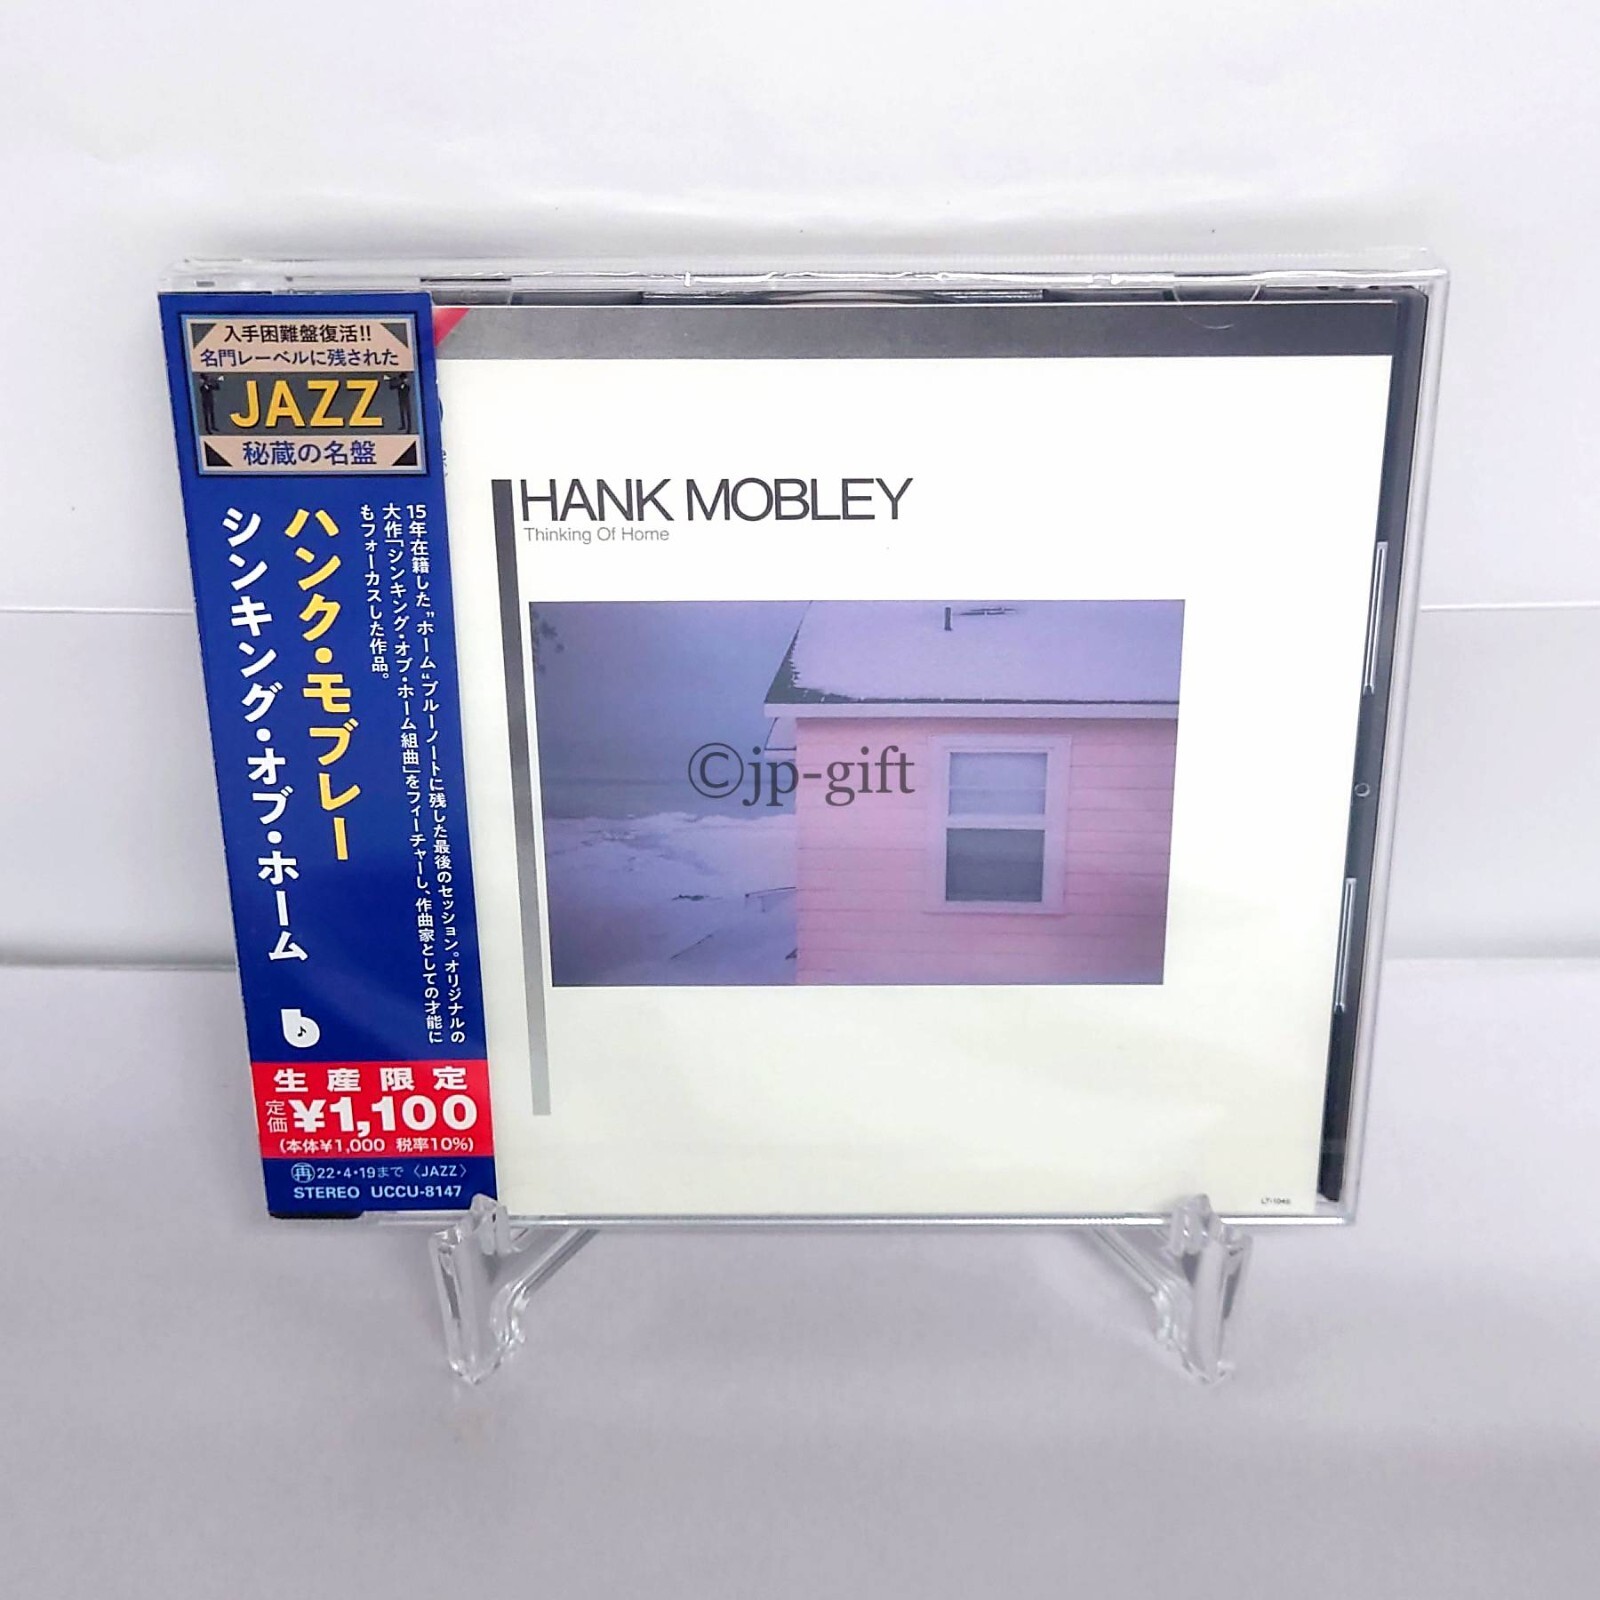 入手困難盤復活!!
名門レーベルに残された
JAZZ
秘蔵の名盤
15年在籍した”ホーム“ブルーノートに残した最後のセッション。オリジナルの
大作「シンキング・オブ・ホーム組曲」をフィーチャーし、作曲家としての才能に
もフォーカスした作品。
ハンク・モブレー
シンキング・オブ・ホーム
生産限定
定価 ¥1,100
(本体¥1,000 税率10%)
再 22・4・19まで〈JAZZ〉
STEREO UCCU-8147
HANK MOBLEY
Thinking Of Home
©jp-gift
LT-1045